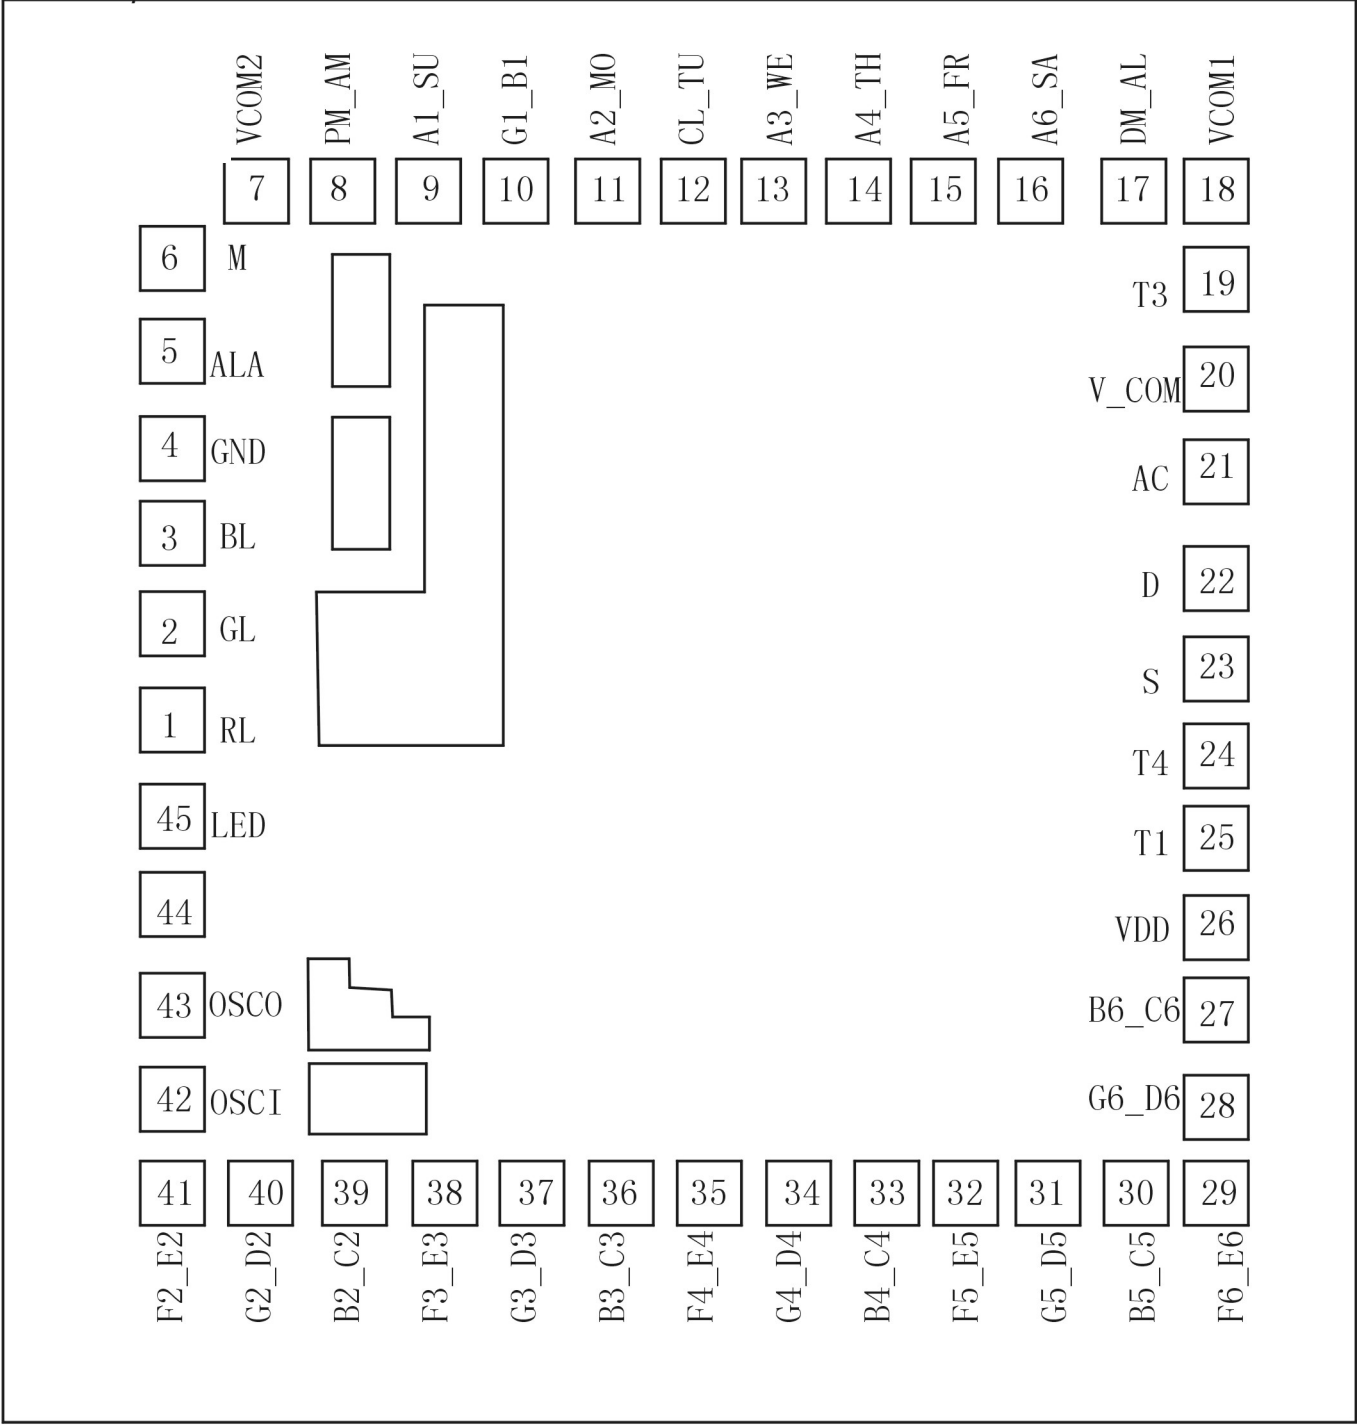 VCOM2 PM_AM A1_SU G1_B1 A2_MO CL_TU A3_WE A4_TH A5_FR A6_SA DM_AL VCOM1
7 8 9 10 11 12 13 14 15 16 17 18
6 M
5 ALA
4 GND
3 BL
2 GL
1 RL
45 LED
44
43 OSCO
42 OSCI
T3 19
V_COM 20
AC 21
D 22
S 23
T4 24
T1 25
VDD 26
B6_C6 27
G6_D6 28
41 40 39 38 37 36 35 34 33 32 31 30 29
F2_E2 G2_D2 B2_C2 F3_E3 G3_D3 B3_C3 F4_E4 G4_D4 B4_C4 F5_E5 G5_D5 B5_C5 F6_E6